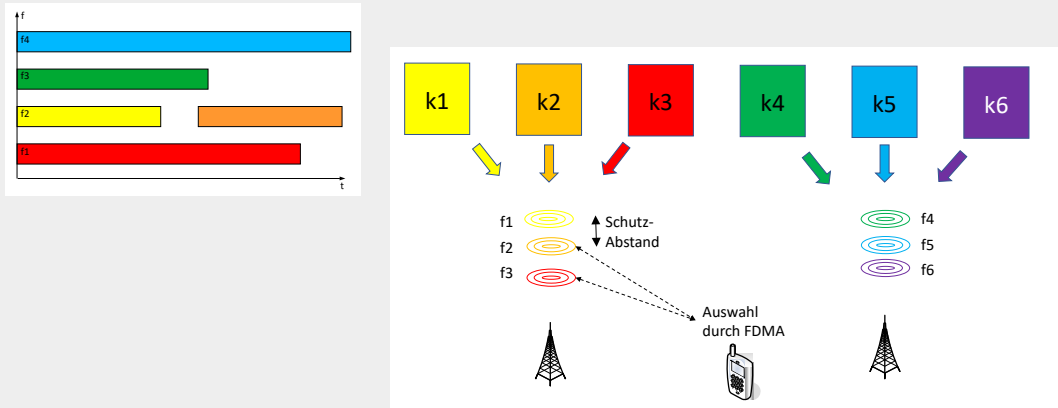 f
f4
f3
f2
f1
t
k1
k2
k3
k4
k5
k6
f1
Schutz-
Abstand
f2
f3
f4
f5
f6
Auswahl
durch FDMA